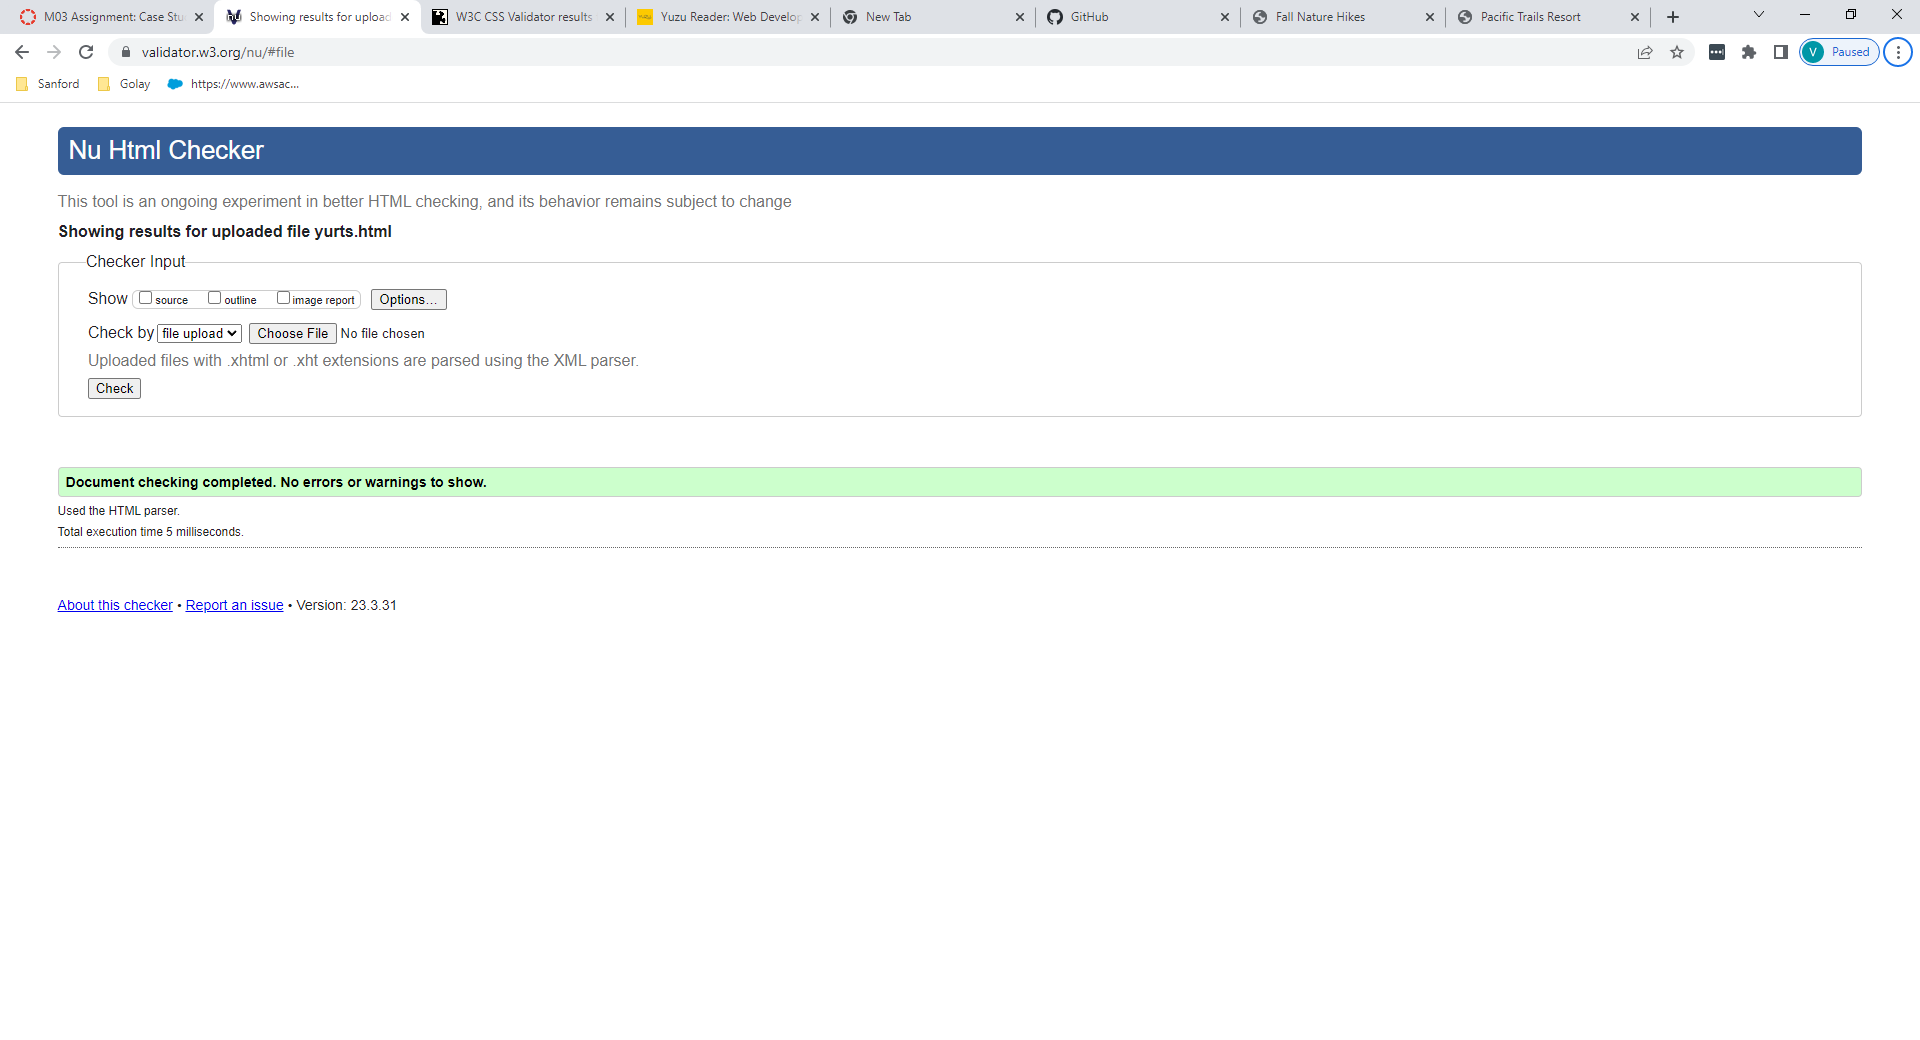 M03 Assignment: Case Stu
Showing results for upload
W3C CSS Validator results
Yuzu Reader: Web Develop
New Tab
GitHub
Fall Nature Hikes
Pacific Trails Resort
validator.w3.org/nu/#file
V Paused
Sanford
Golay
https://www.awsac...
Nu Html Checker
This tool is an ongoing experiment in better HTML checking, and its behavior remains subject to change
Showing results for uploaded file yurts.html
Checker Input
Show source outline image report Options...
Check by file upload Choose File No file chosen
Uploaded files with .xhtml or .xht extensions are parsed using the XML parser.
Check
Document checking completed. No errors or warnings to show.
Used the HTML parser.
Total execution time 5 milliseconds.
About this checker • Report an issue • Version: 23.3.31